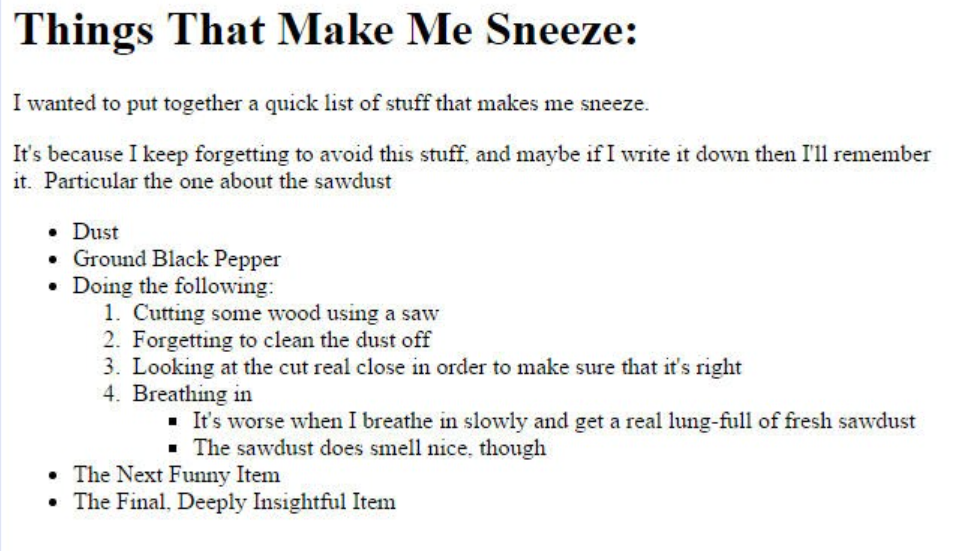 Things That Make Me Sneeze:
I wanted to put together a quick list of stuff that makes me sneeze.
It's because I keep forgetting to avoid this stuff, and maybe if I write it down then I'll remember
it.  Particular the one about the sawdust
• Dust
• Ground Black Pepper
• Doing the following:
1. Cutting some wood using a saw
2. Forgetting to clean the dust off
3. Looking at the cut real close in order to make sure that it's right
4. Breathing in
▪ It's worse when I breathe in slowly and get a real lung-full of fresh sawdust
▪ The sawdust does smell nice, though
• The Next Funny Item
• The Final, Deeply Insightful Item